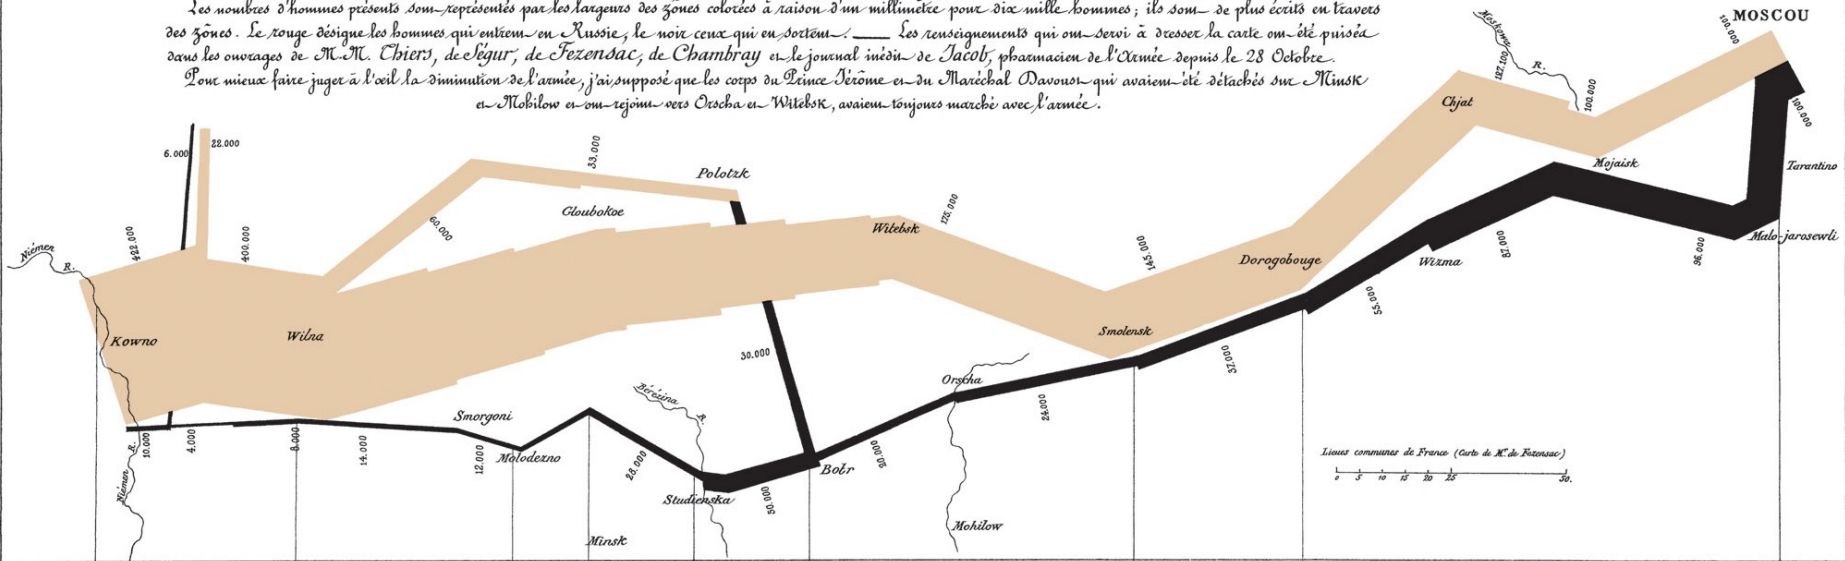 Les nombres d'hommes présents sont représentés par les largeurs des zônes colorées à raison d'un millimètre pour dix mille hommes; ils sont de plus écrits en travers
des zônes. Le rouge désigne les hommes qui entrent en Russie, le noir ceux qui en sortent. — Les renseignements qui ont servi à dresser la carte ont été puisés
dans les ouvrages de M.M. Thiers, de Ségur, de Fezensac, de Chambray et le journal inédit de Jacob, pharmacien de l'Armée depuis le 28 Octobre.
Pour mieux faire juger à l'œil la diminution de l'armée, j'ai supposé que les corps du Prince Jérôme et du Maréchal Davoust qui avaient été détachés sur Minsk
et Mohilow et ont rejoint vers Orscha et Witebsk, avaient toujours marché avec l'armée.
MOSCOU
100.000
Moskowa R.
127.100
100.000
Chjat
100.000
Mojaisk
Tarantino
Malo-jarosewli
6.000
22.000
33.000
Polotzk
60.000
Gloubokoe
175.000
Witebsk
Niémen R.
422.000
400.000
145.000
Dorogobouge
Wizma
87.000
96.000
55.000
Kowno
Wilna
Smolensk
30.000
37.000
Orscha
24.000
Bérézina R.
Smorgoni
Niémen R.
10.000
4.000
8.000
14.000
12.000
Molodezno
28.000
Studienska
50.000
Bobr
20.000
Minsk
Mohilow
Lieues communes de France (Carte de M. de Fezensac)
0 5 10 15 20 25 50.